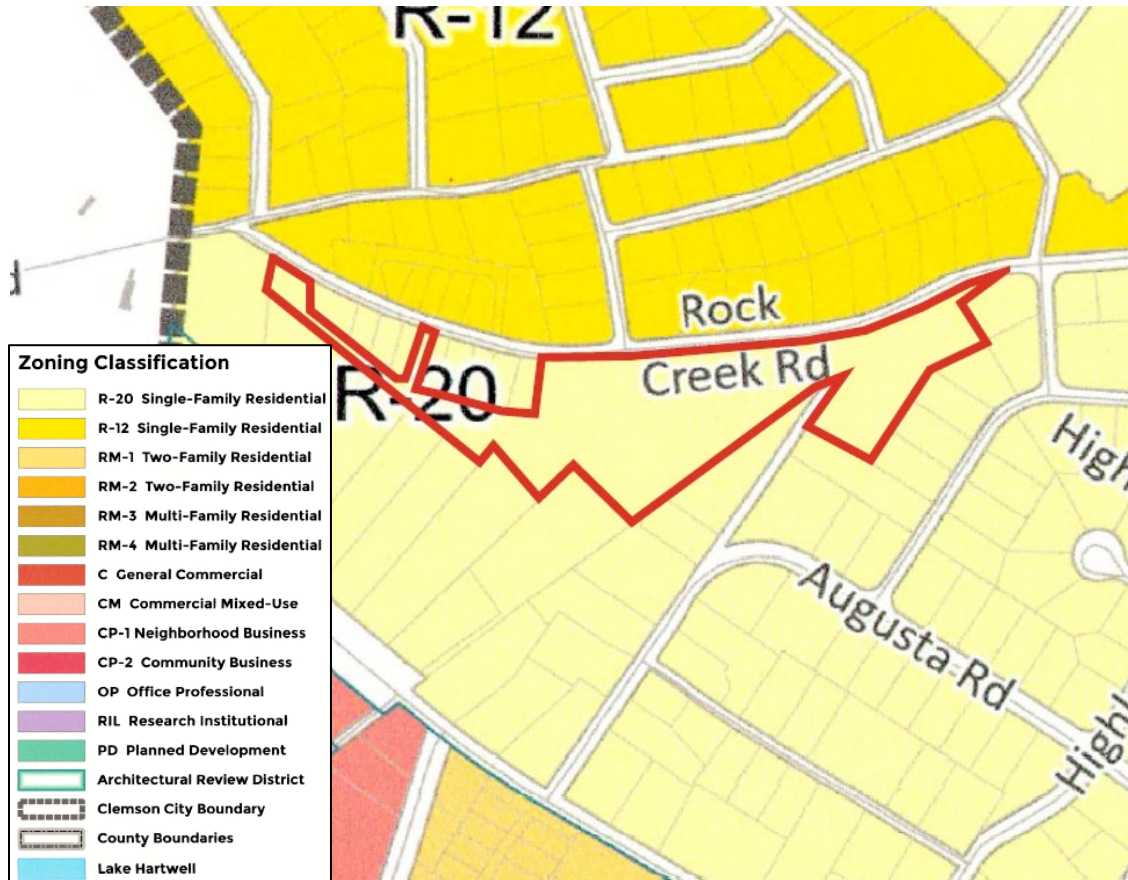 R-12
Rock
Creek Rd
R-20
High
Augusta Rd
Highl
Zoning Classification
R-20 Single-Family Residential
R-12 Single-Family Residential
RM-1 Two-Family Residential
RM-2 Two-Family Residential
RM-3 Multi-Family Residential
RM-4 Multi-Family Residential
C General Commercial
CM Commercial Mixed-Use
CP-1 Neighborhood Business
CP-2 Community Business
OP Office Professional
RIL Research Institutional
PD Planned Development
Architectural Review District
Clemson City Boundary
County Boundaries
Lake Hartwell